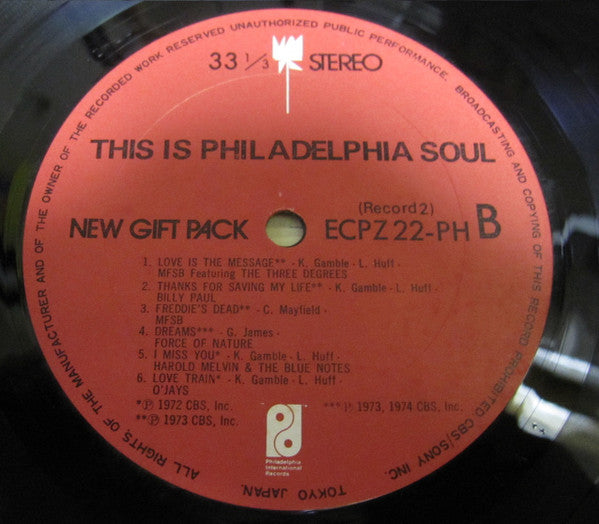 ALL RIGHTS, OF THE MANUFACTURER AND OF THE OWNER OF THE RECORDED WORK RESERVED UNAUTHORIZED PUBLIC PERFORMANCE, BROADCASTING AND COPYING OF THIS RECORD PROHIBITED CBS/SONY INC. TOKYO JAPAN.
33 1/3 STEREO
THIS IS PHILADELPHIA SOUL
(Record 2)
NEW GIFT PACK ECPZ 22-PH B
1. LOVE IS THE MESSAGE** - K. Gamble - L. Huff -
MFSB Featuring THE THREE DEGREES
2. THANKS FOR SAVING MY LIFE** - K. Gamble - L. Huff -
BILLY PAUL
3. FREDDIE'S DEAD** - C. Mayfield -
MFSB
4. DREAMS*** - G. James -
FORCE OF NATURE
5. I MISS YOU* - K. Gamble - L. Huff -
HAROLD MELVIN & THE BLUE NOTES
6. LOVE TRAIN* - K. Gamble - L. Huff -
O'JAYS
*℗ 1972 CBS, Inc. ***℗ 1973, 1974 CBS, Inc.
**℗ 1973 CBS, Inc.
Philadelphia
International
Records